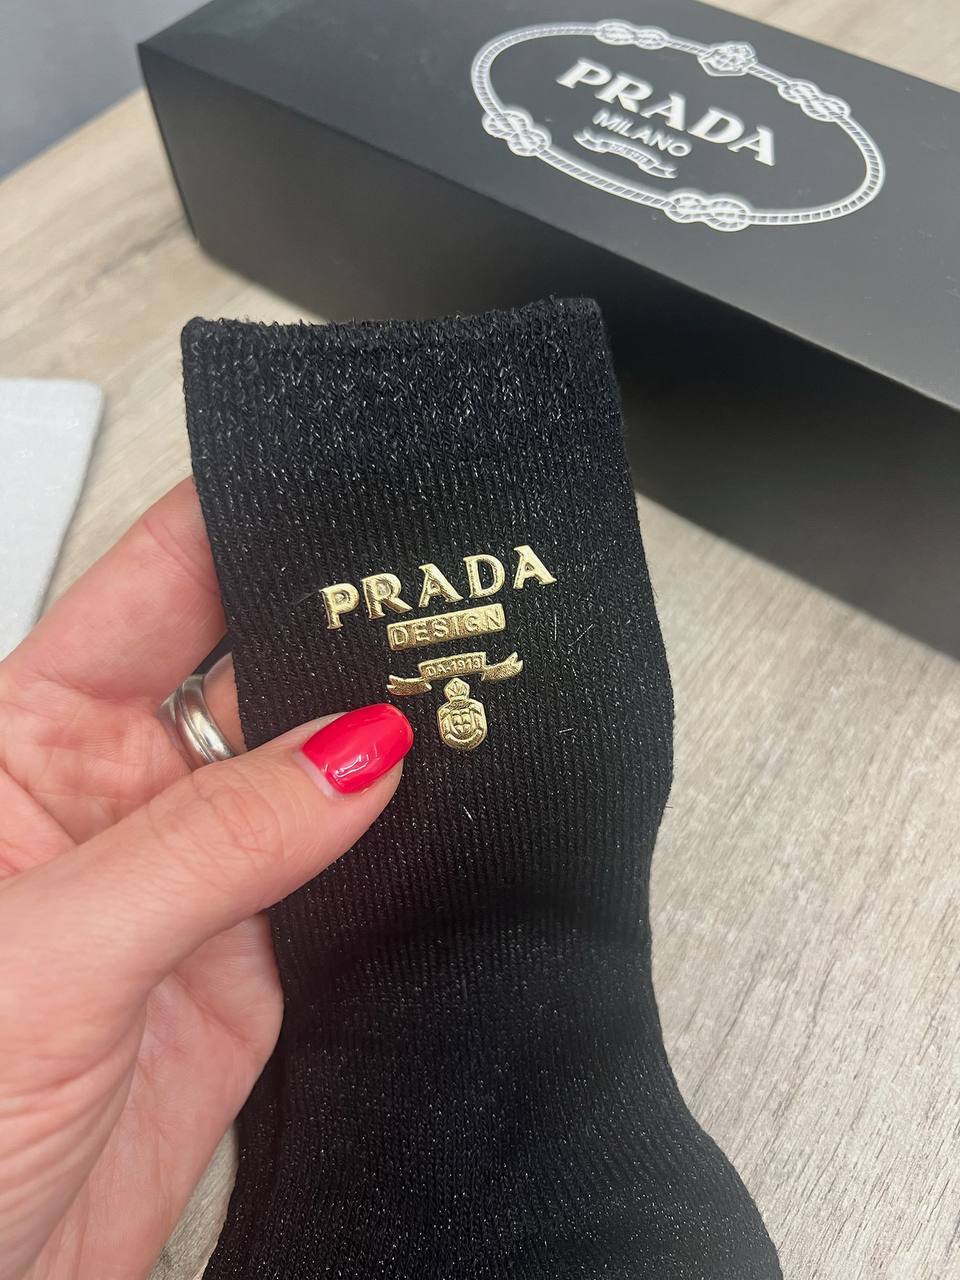 PRADA
MILANO
PRADA
DESIGN
DA-1913